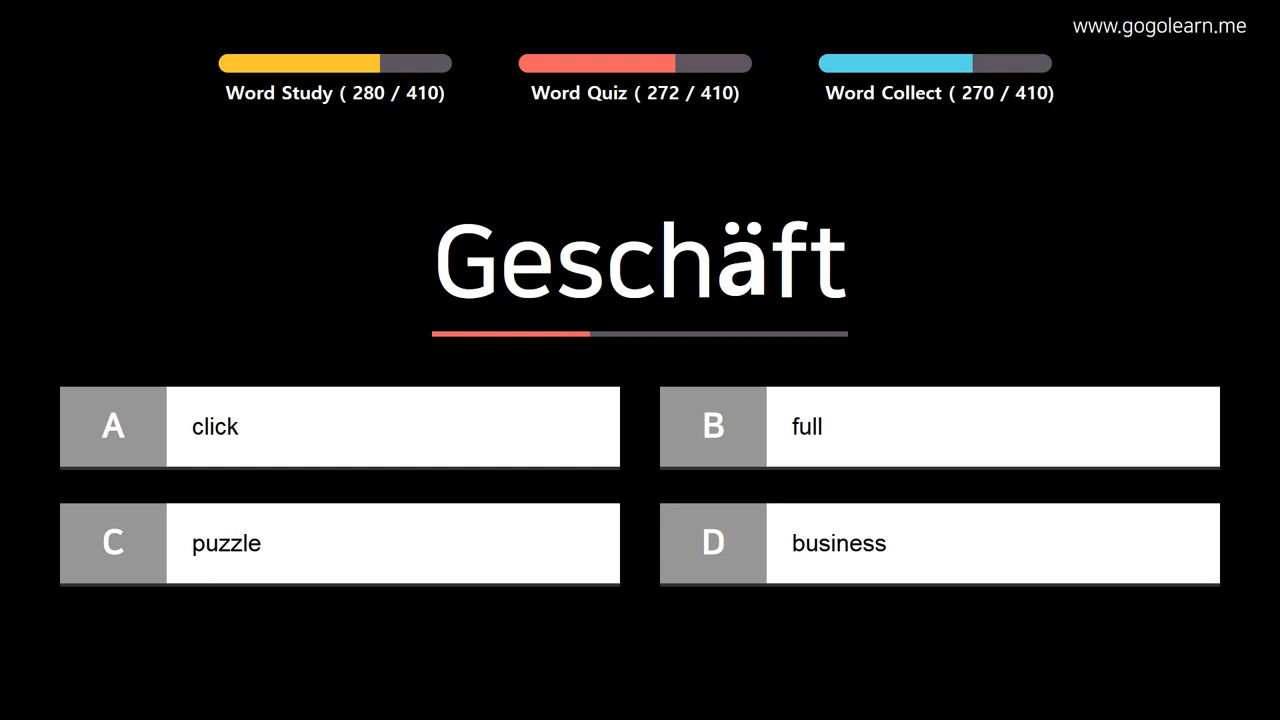 www.gogolearn.me
Word Study ( 280 / 410)
Word Quiz ( 272 / 410)
Word Collect ( 270 / 410)
Geschäft
A click
B full
C puzzle
D business